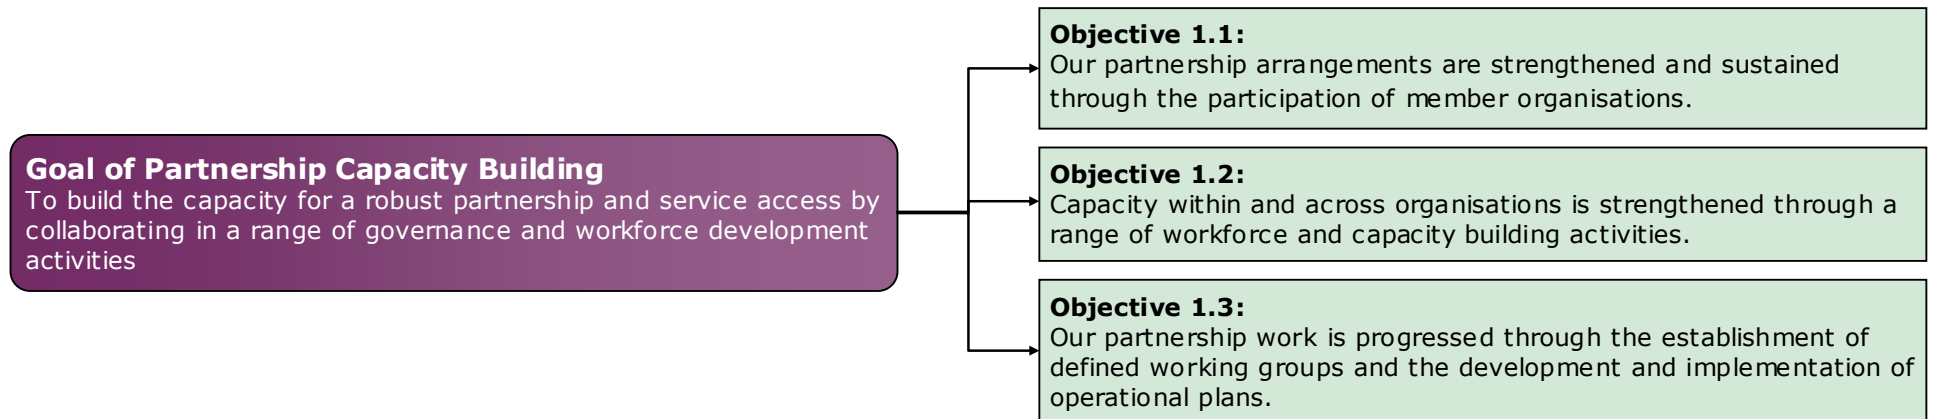 Goal of Partnership Capacity Building
To build the capacity for a robust partnership and service access by
collaborating in a range of governance and workforce development
activities
Objective 1.1:
Our partnership arrangements are strengthened and sustained
through the participation of member organisations.
Objective 1.2:
Capacity within and across organisations is strengthened through a
range of workforce and capacity building activities.
Objective 1.3:
Our partnership work is progressed through the establishment of
defined working groups and the development and implementation of
operational plans.